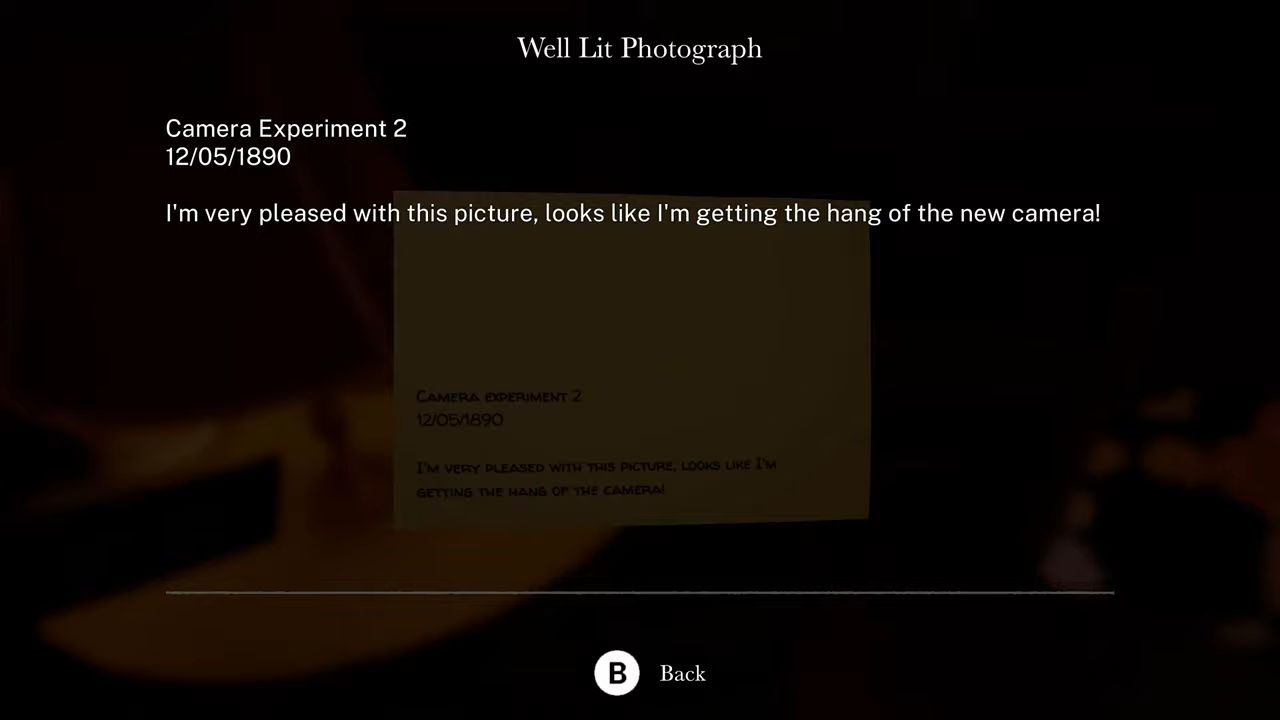 Well Lit Photograph
Camera Experiment 2
12/05/1890
I'm very pleased with this picture, looks like I'm getting the hang of the new camera!
Camera experiment 2
12/05/1890
I'm very pleased with this picture, looks like I'm
getting the hang of the camera!
B Back